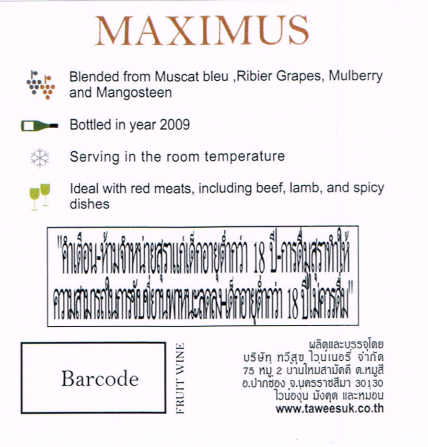 MAXIMUS
Blended from Muscat bleu ,Ribier Grapes, Mulberry
and Mangosteen
Bottled in year 2009
Serving in the room temperature
Ideal with red meats, including beef, lamb, and spicy
dishes
"คำเตือน-ห้ามจำหน่ายสุราแก่เด็กอายุต่ำกว่า 18 ปี-การดื่มสุราทำให้
ความสามารถในการขับขี่ยานพาหนะลดลง-เด็กอายุต่ำกว่า 18 ปีไม่ควรดื่ม"
Barcode
FRUIT WINE
ผลิตและบรรจุโดย
บริษัท ทวีสุข ไวน์เนอรี่ จำกัด
75 หมู่ 2 บ้านใหม่สามัคคี ต.หมูสี
อ.ปากช่อง จ.นครราชสีมา 30130
ไวน์องุ่น มังคุด และหม่อน
www.taweesuk.co.th